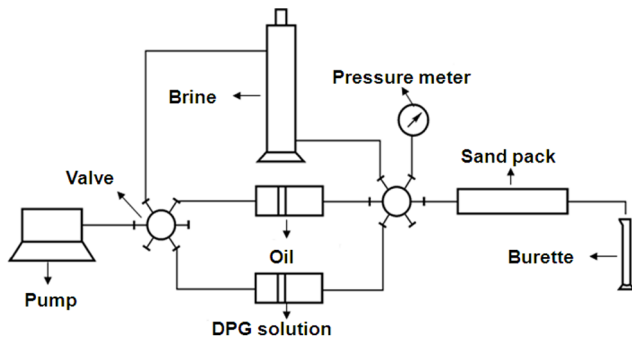 Pressure meter
Brine
Sand pack
Valve
Oil
Burette
Pump
DPG solution